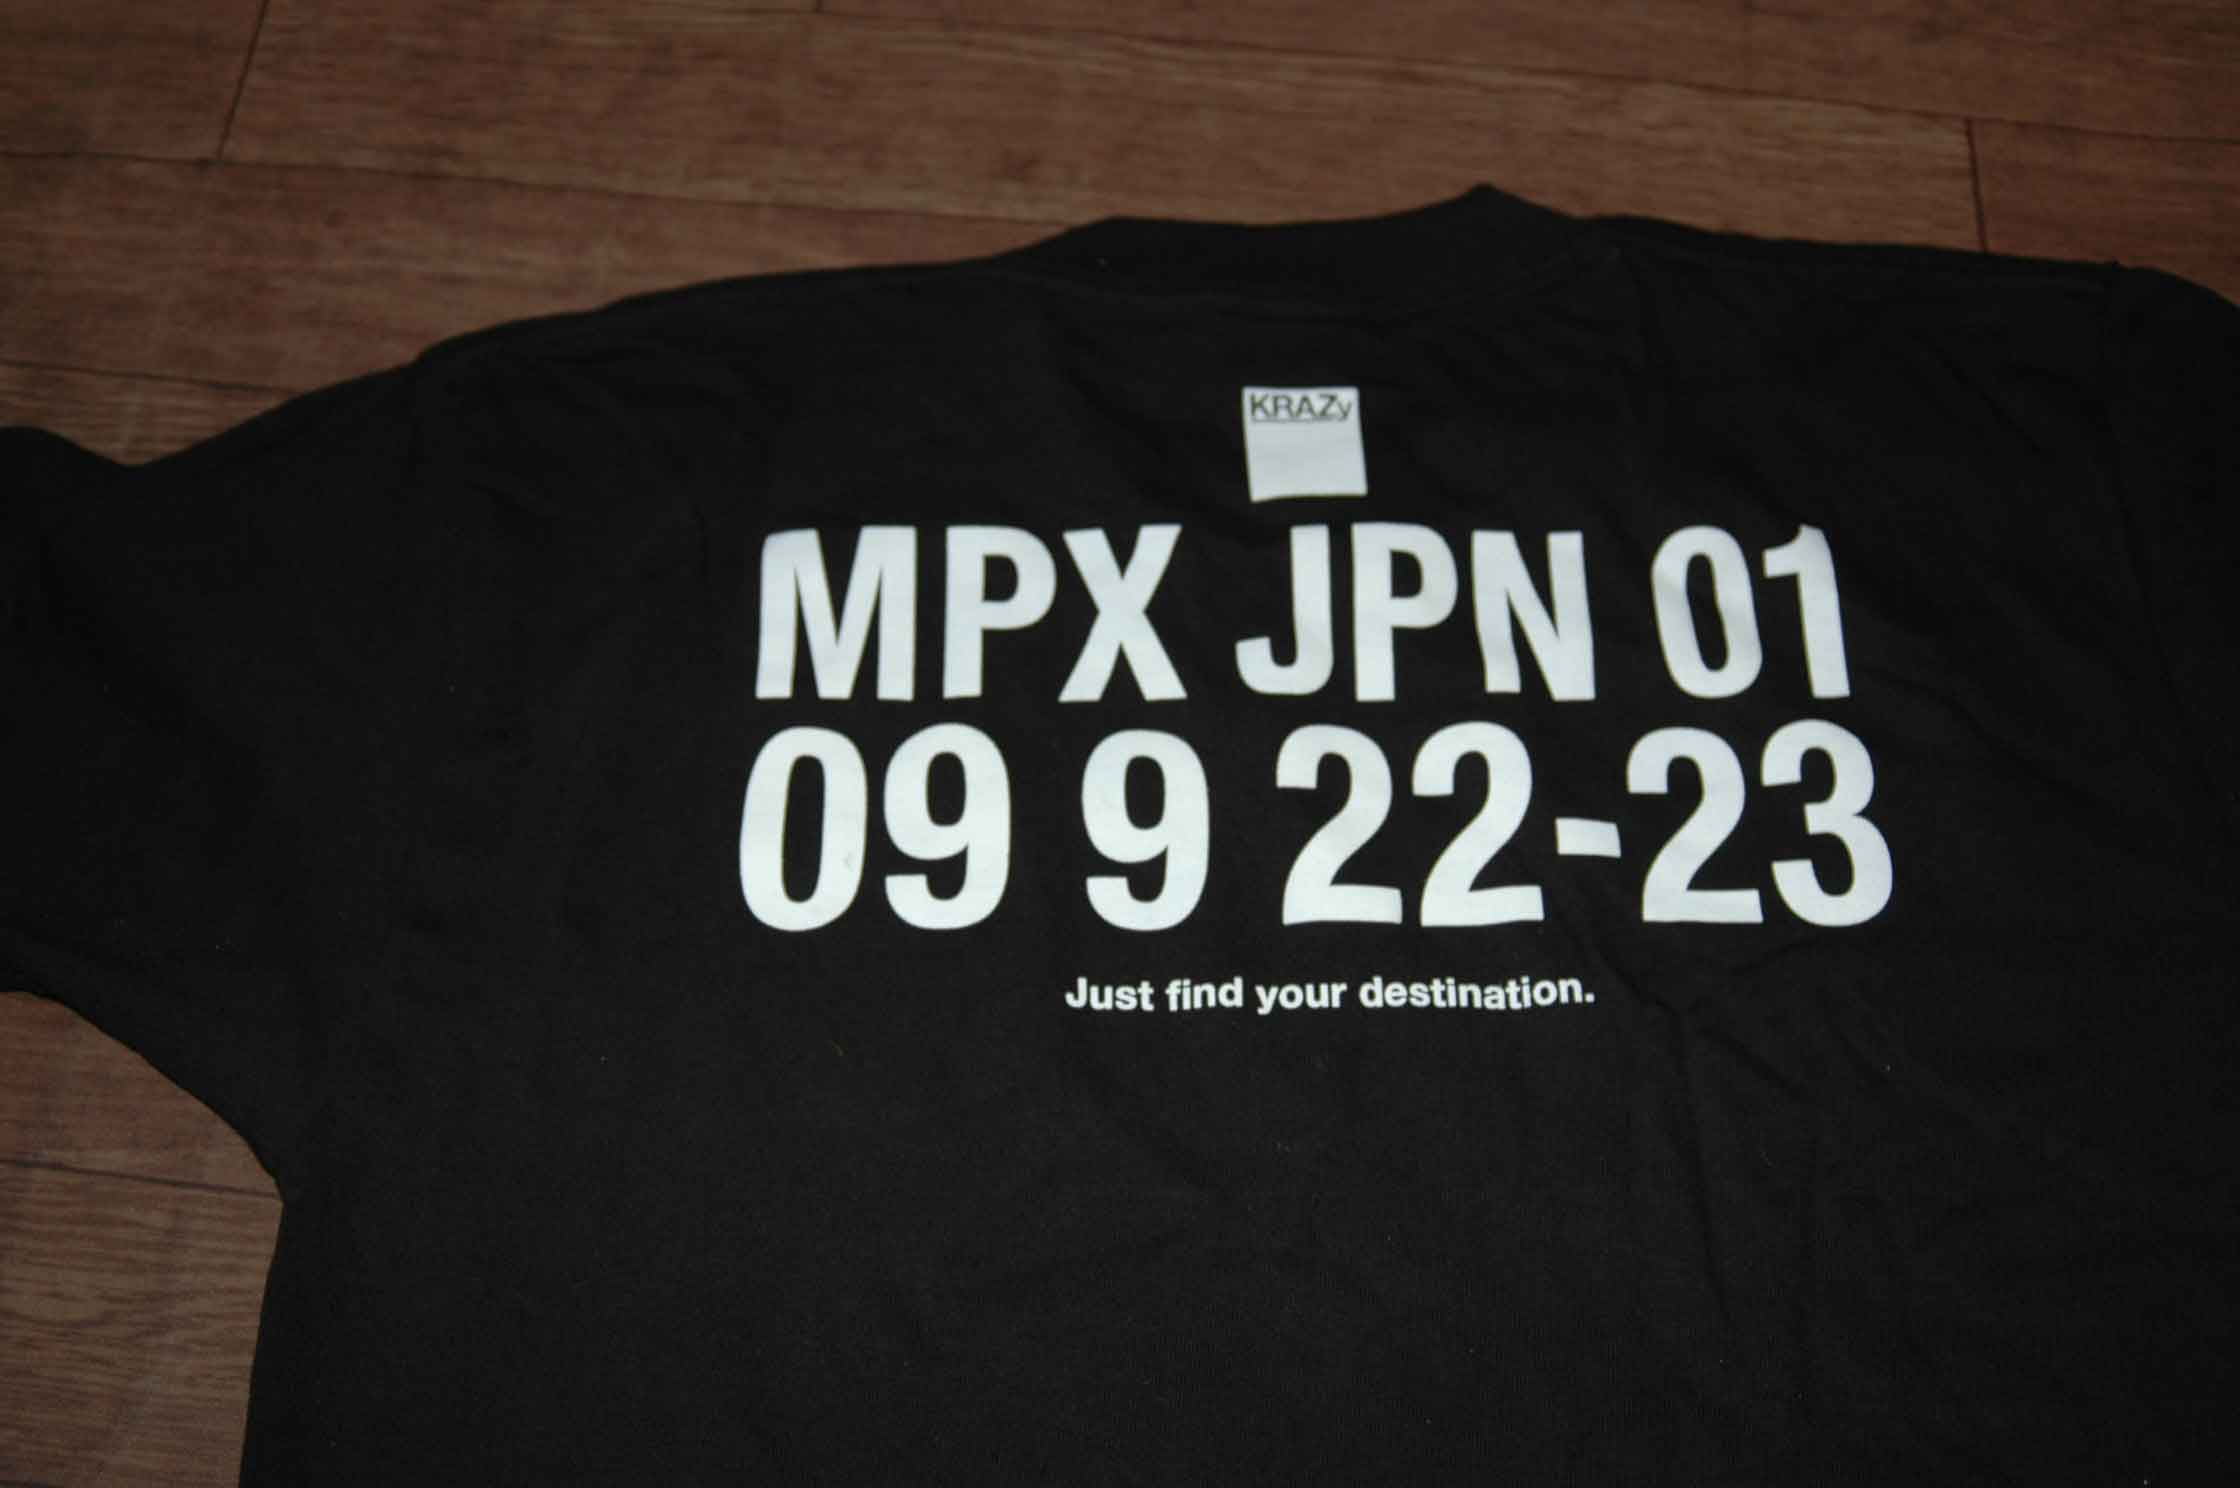 KRAZy
MPX JPN 01
09 9 22-23
Just find your destination.